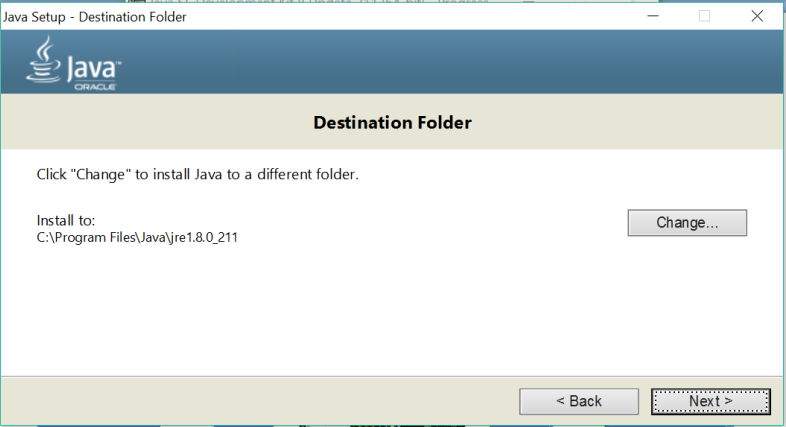 Java Setup - Destination Folder
Java™
ORACLE
Destination Folder
Click "Change" to install Java to a different folder.
Install to:
C:\Program Files\Java\jre1.8.0_211
Change...
< Back
Next >